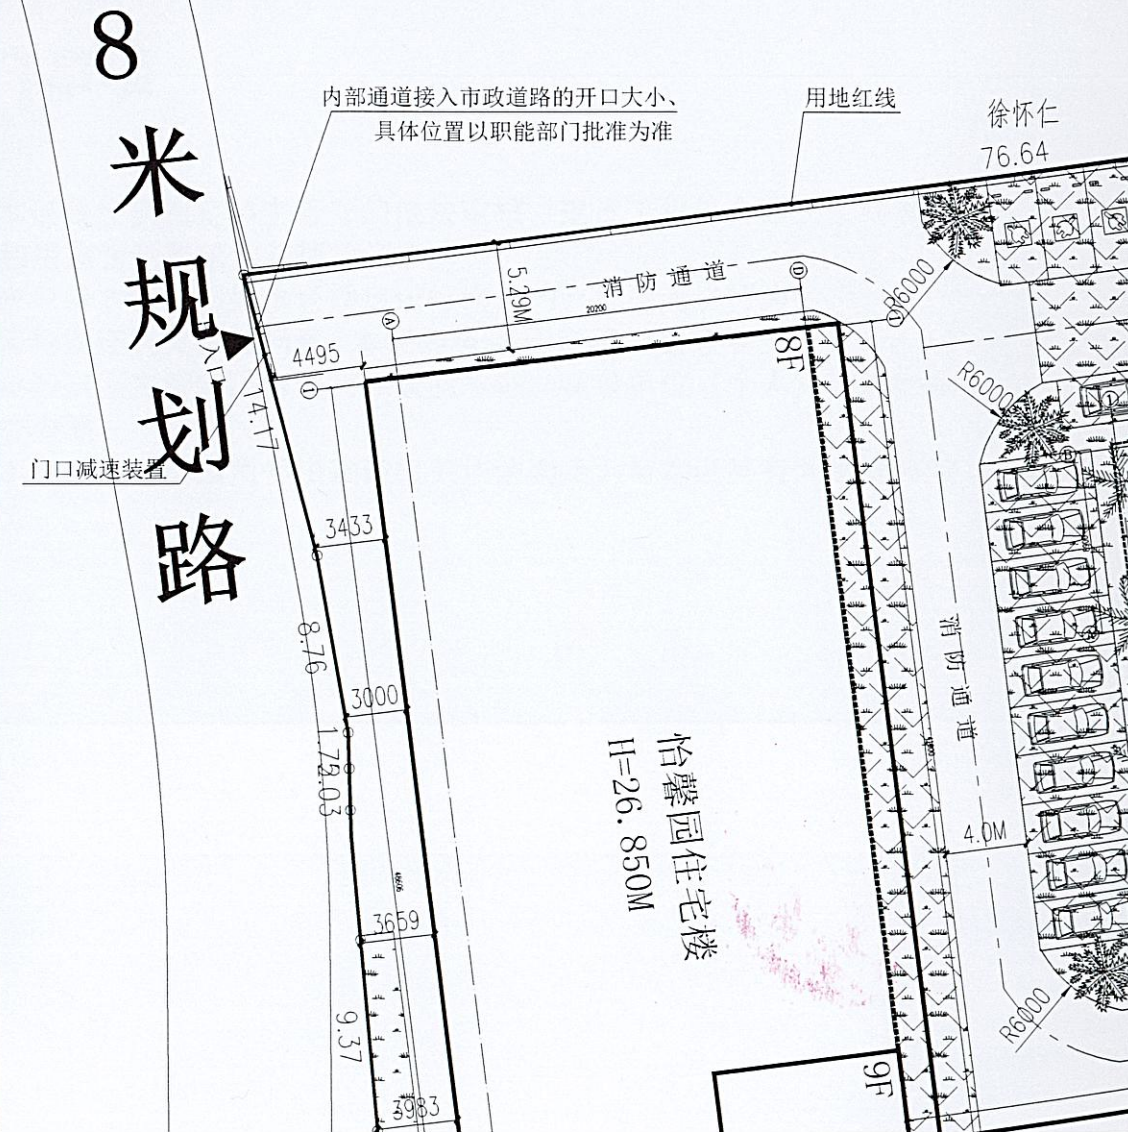 8米规划路
内部通道接入市政道路的开口大小、
具体位置以职能部门批准为准
用地红线
徐怀仁
76.64
消防通道
5.29M
20200
A
D
1
1
R6000
8F
4495
入口
14.17
门口减速装置
R6000
B
3433
8.76
消防通道
3000
怡馨园住宅楼
H=26.850M
4.0M
3659
9.37
R6000
9F
3983